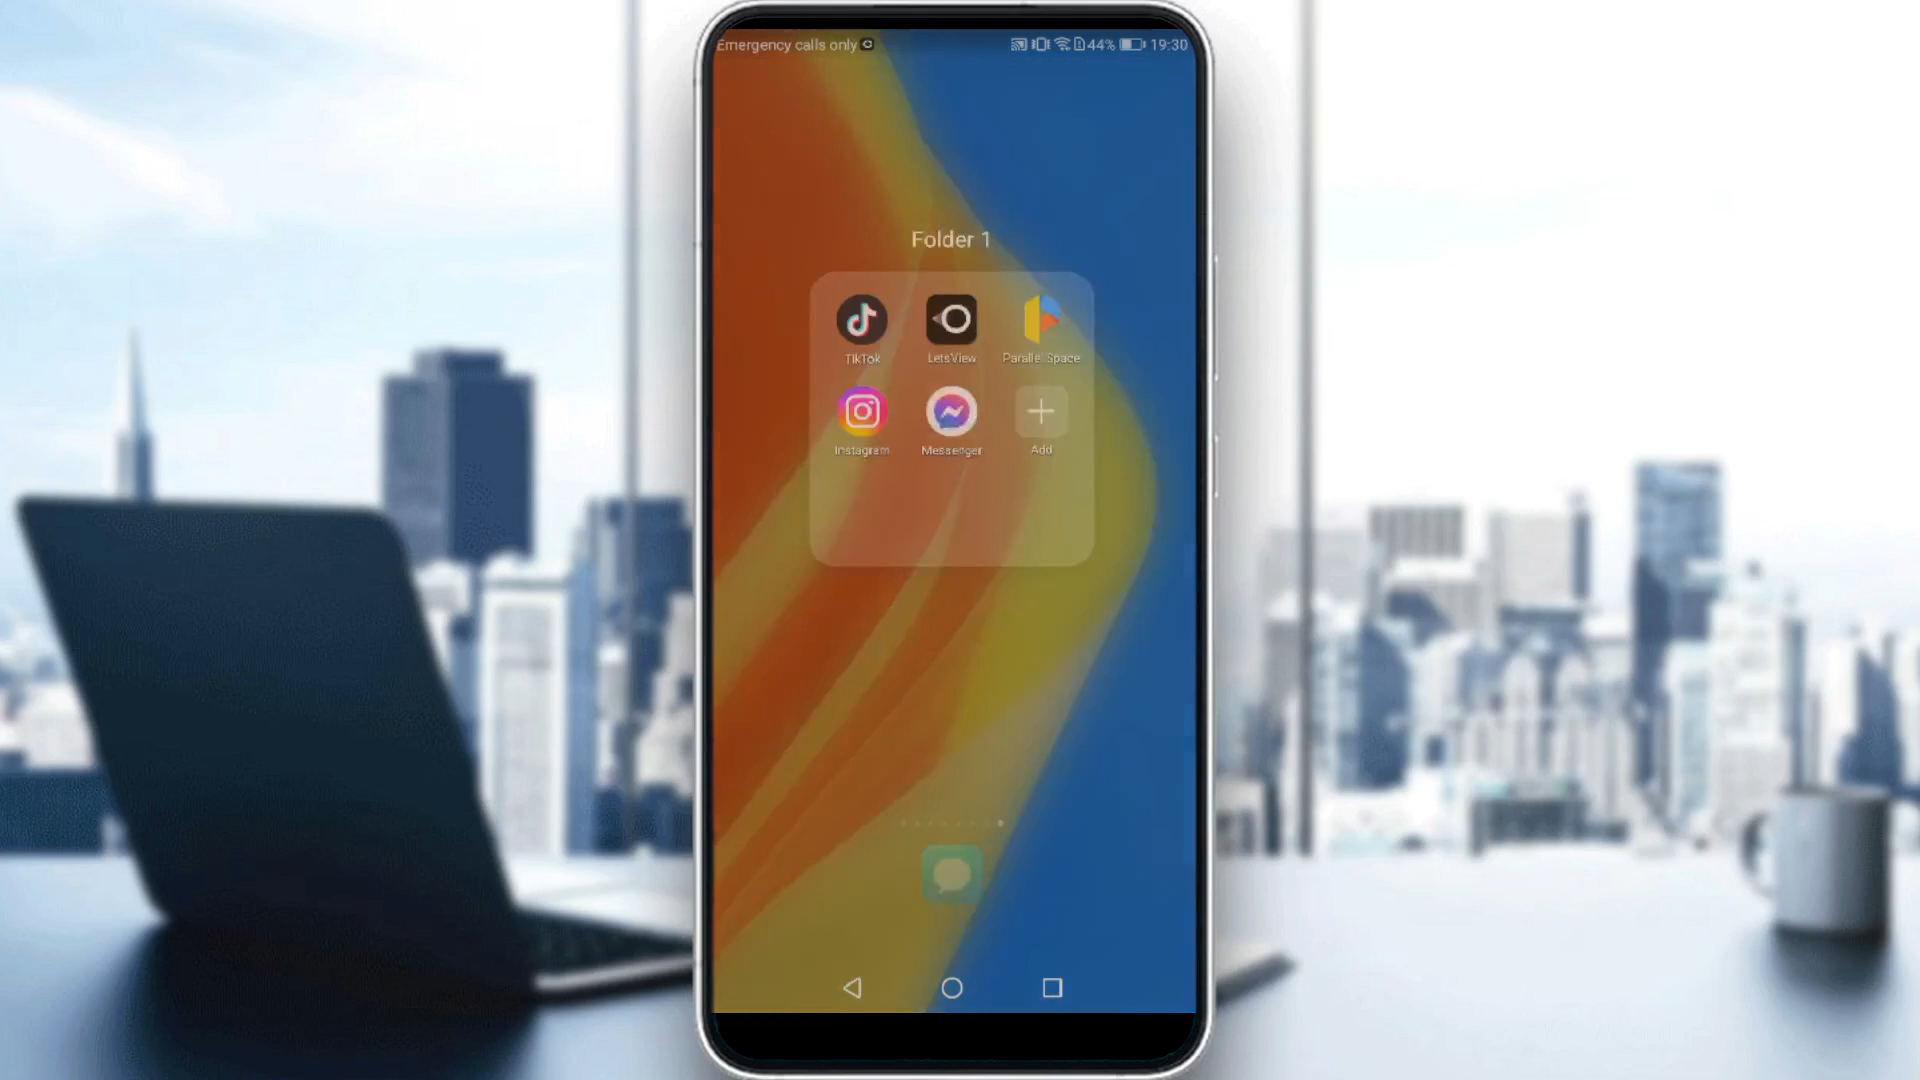 Emergency calls only 44% 19:30
Folder 1
TikTok LetsView Parallel Space
Instagram Messenger Add